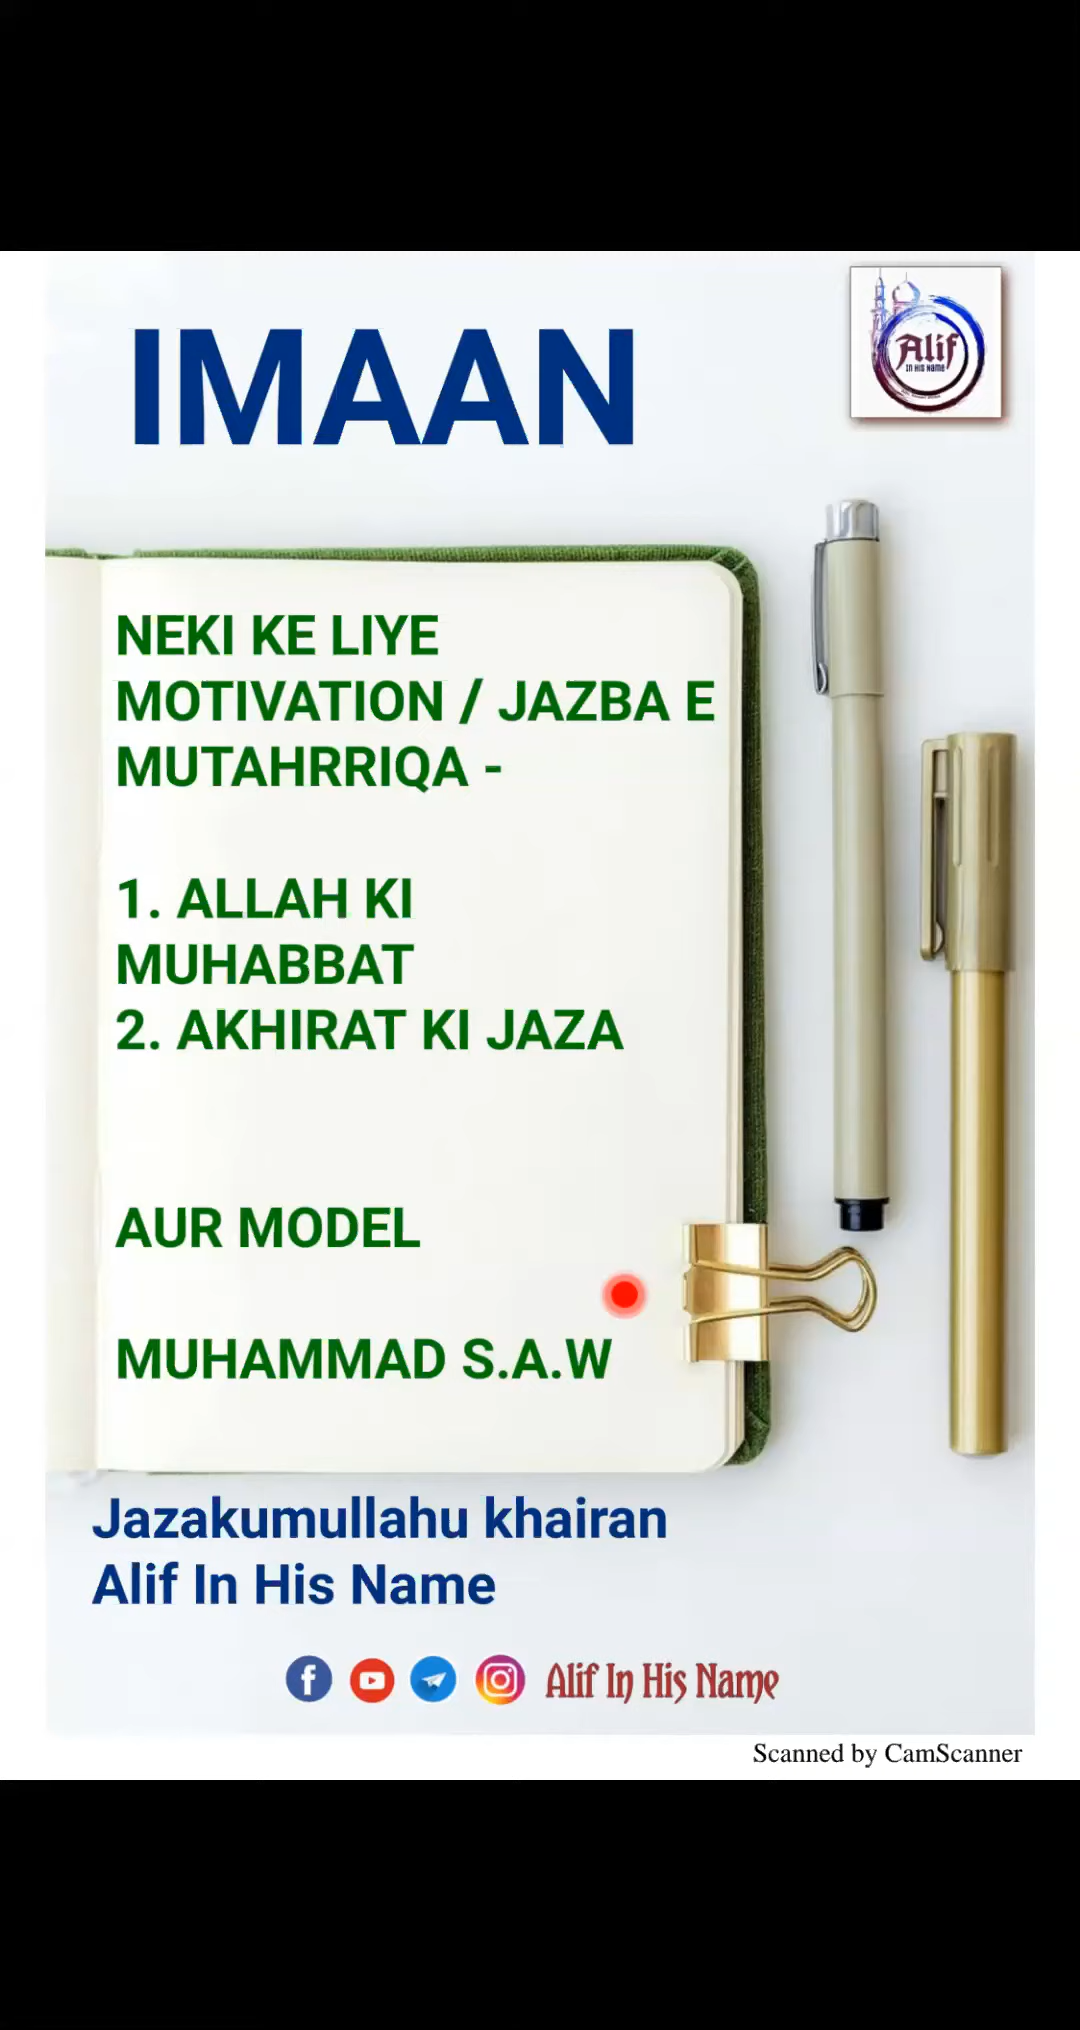 IMAAN
Alif
IN HIS NAME
NEKI KE LIYE
MOTIVATION / JAZBA E
MUTAHRRIQA -
1. ALLAH KI
MUHABBAT
2. AKHIRAT KI JAZA
AUR MODEL
MUHAMMAD S.A.W
Jazakumullahu khairan
Alif In His Name
Alif In His Name
Scanned by CamScanner